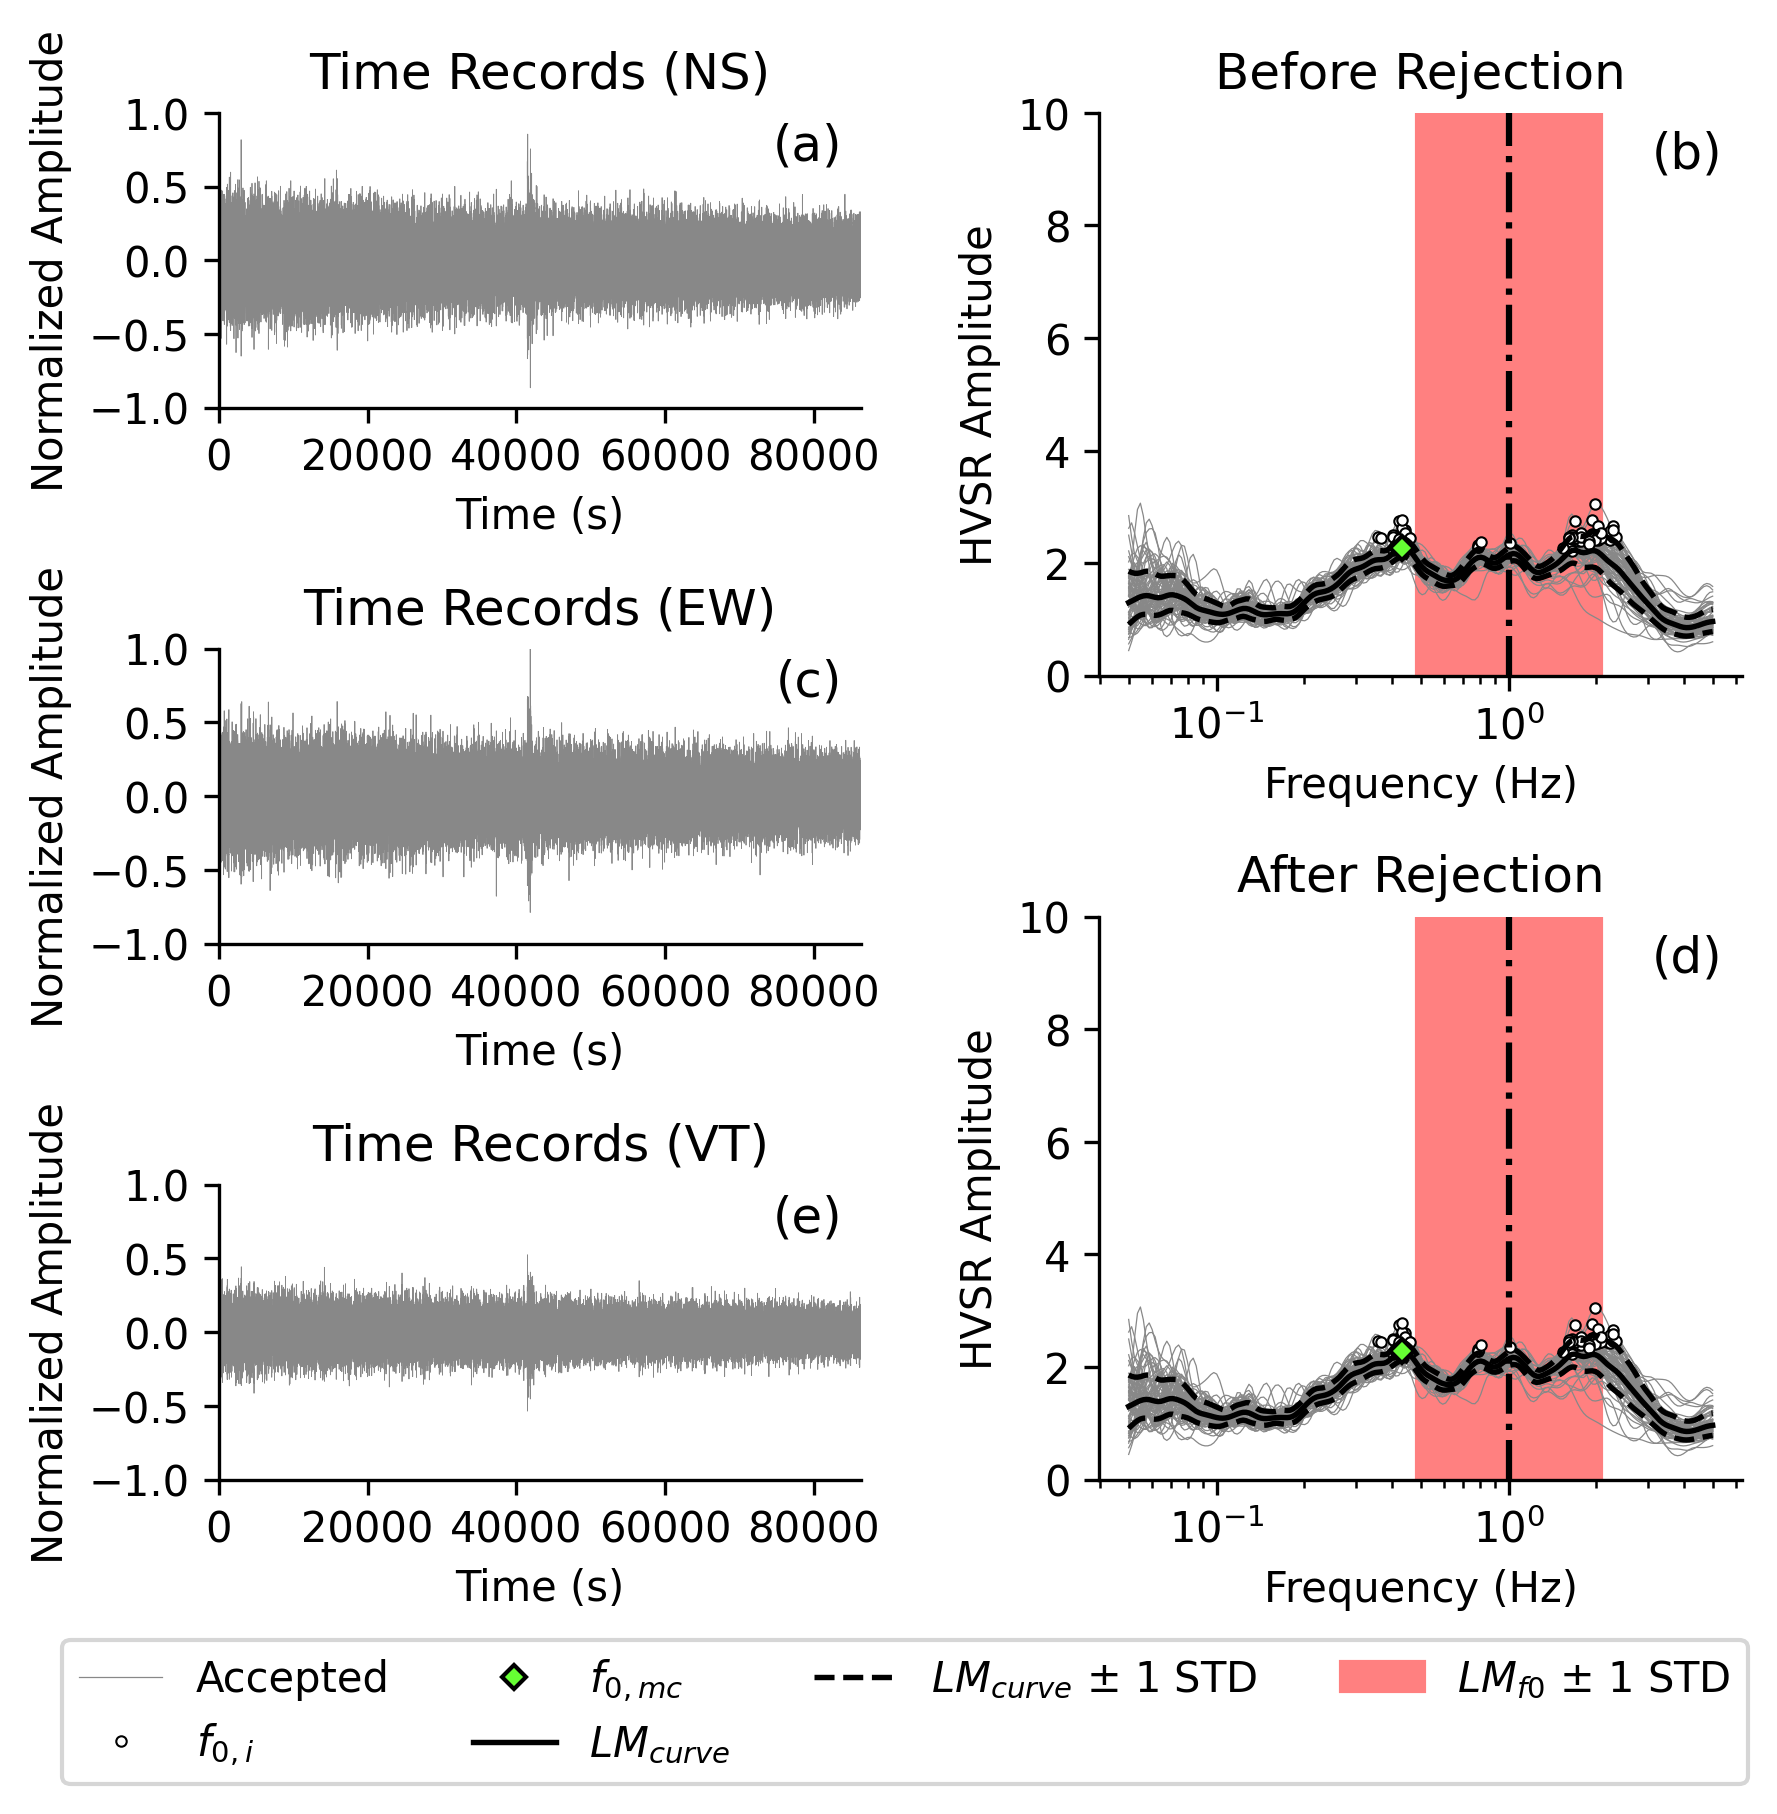 Time Records (NS)
Normalized Amplitude
1.0
0.5
0.0
−0.5
−1.0
(a)
0 20000 40000 60000 80000
Time (s)
Before Rejection
HVSR Amplitude
10
8
6
4
2
0
(b)
10⁻¹ 10⁰
Frequency (Hz)
Time Records (EW)
Normalized Amplitude
1.0
0.5
0.0
−0.5
−1.0
(c)
0 20000 40000 60000 80000
Time (s)
After Rejection
HVSR Amplitude
10
8
6
4
2
0
(d)
10⁻¹ 10⁰
Frequency (Hz)
Time Records (VT)
Normalized Amplitude
1.0
0.5
0.0
−0.5
−1.0
(e)
0 20000 40000 60000 80000
Time (s)
Accepted
f0,i
f0,mc
LMcurve
LMcurve ± 1 STD
LMf0 ± 1 STD